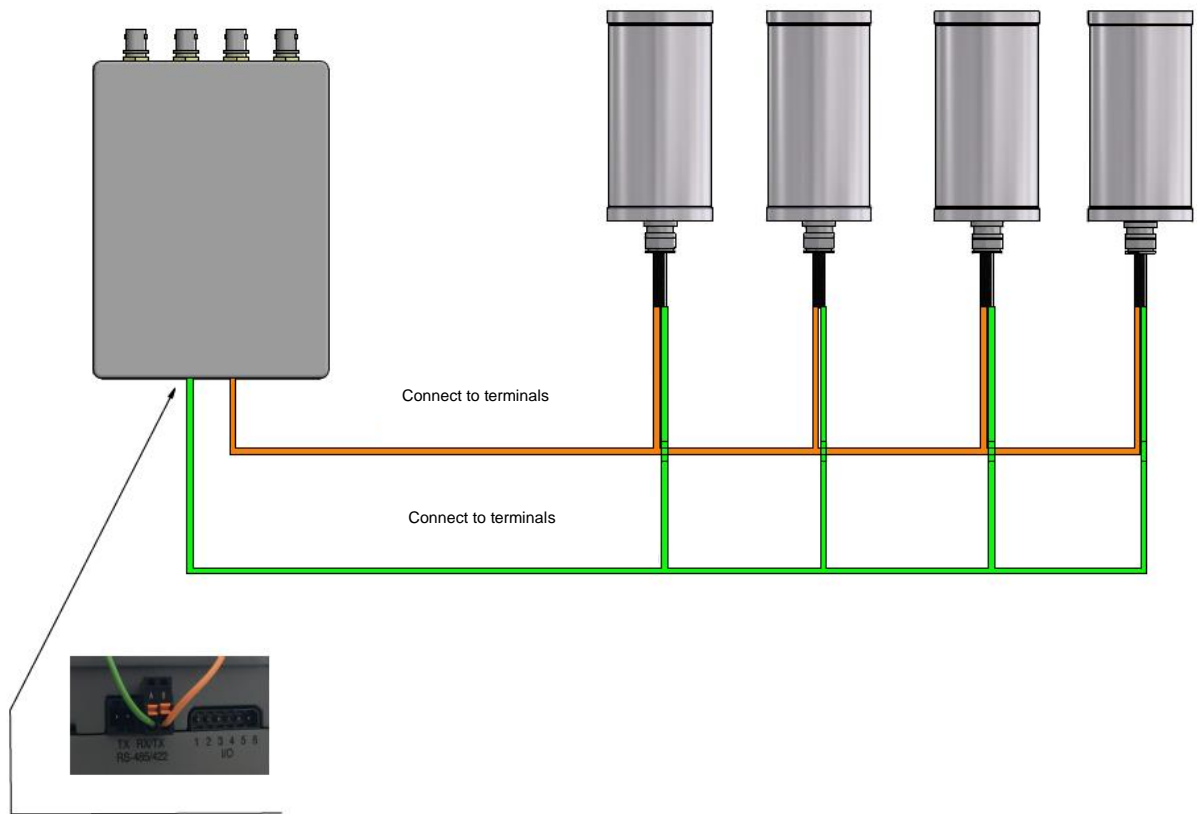 Connect to terminals
Connect to terminals
A B
TX RX/TX
RS-485/422
1 2 3 4 5 6
I/O